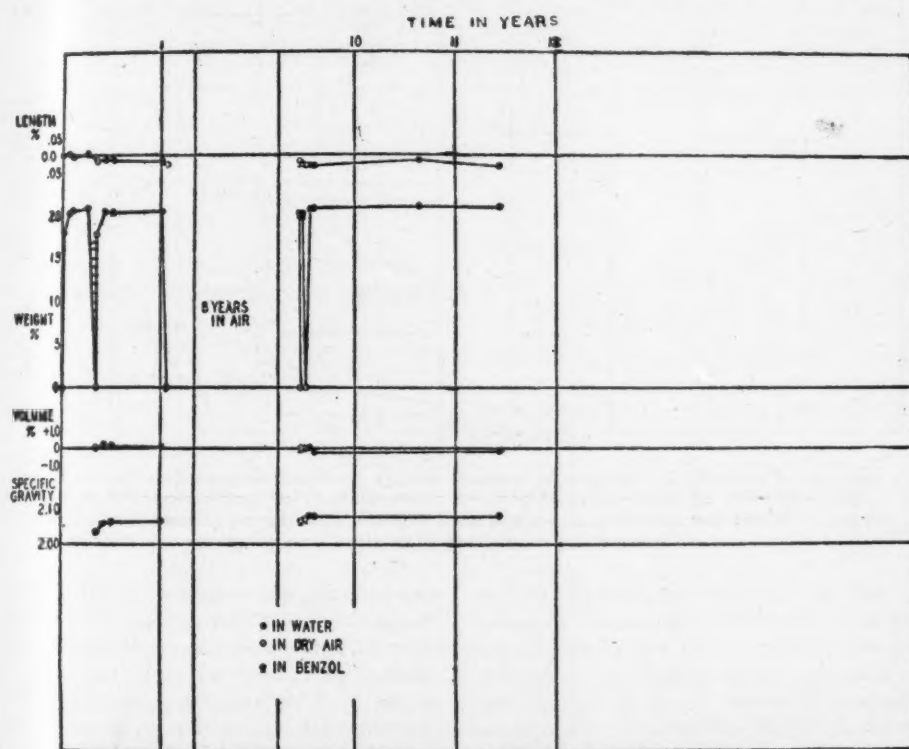 TIME IN YEARS
1 10 11 12
LENGTH
% .05
0.0
.05
20
15
10
WEIGHT
%
5
0
8 YEARS
IN AIR
VOLUME
% +1.0
0
-1.0
SPECIFIC
GRAVITY
2.10
2.00
IN WATER
IN DRY AIR
IN BENZOL